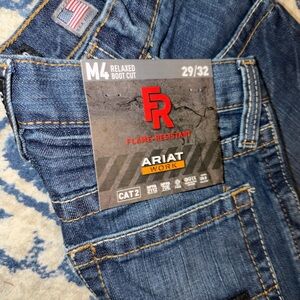 M4 RELAXED
BOOT CUT
29/32
FR
FLAME-RESISTANT
ARIAT
WORK
CAT 2